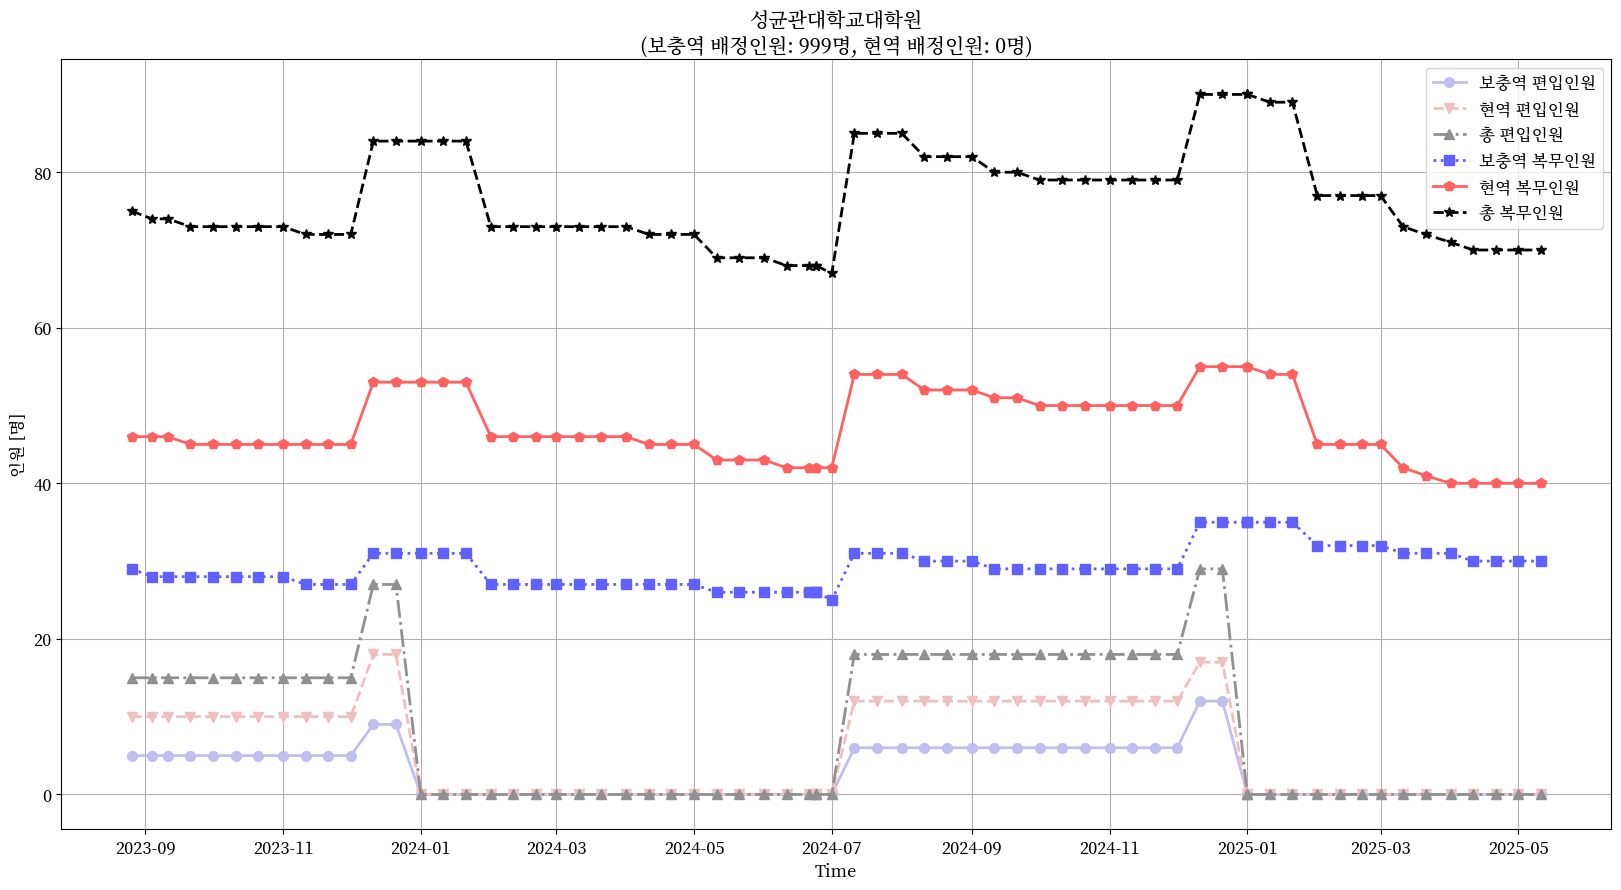 성균관대학교대학원
(보충역 배정인원: 999명, 현역 배정인원: 0명)
보충역 편입인원
현역 편입인원
총 편입인원
보충역 복무인원
현역 복무인원
총 복무인원
인원 [명]
80
60
40
20
0
2023-09
2023-11
2024-01
2024-03
2024-05
2024-07
2024-09
2024-11
2025-01
2025-03
2025-05
Time